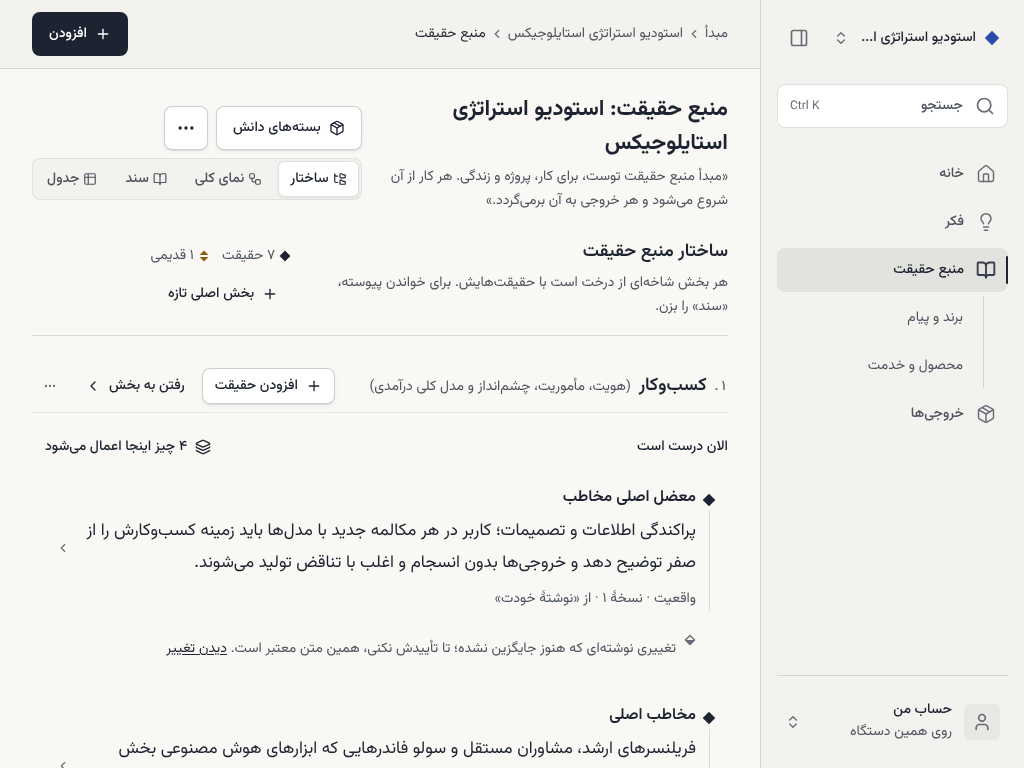 استودیو استراتژی ا...
جستجو
Ctrl K
خانه
فکر
منبع حقیقت
برند و پیام
محصول و خدمت
خروجی‌ها
حساب من
روی همین دستگاه
مبدأ › استودیو استراتژی استایلوجیکس › منبع حقیقت
+ افزودن
منبع حقیقت: استودیو استراتژی
استایلوجیکس
«مبدأ منبع حقیقت توست، برای کار، پروژه و زندگی. هر کار از آن
شروع می‌شود و هر خروجی به آن برمی‌گردد.»
بسته‌های دانش
...
ساختار
نمای کلی
سند
جدول
ساختار منبع حقیقت
هر بخش شاخه‌ای از درخت است با حقیقت‌هایش. برای خواندن پیوسته،
«سند» را بزن.
۷ حقیقت
۱ قدیمی
+ بخش اصلی تازه
۱. کسب‌وکار (هویت، مأموریت، چشم‌انداز و مدل کلی درآمدی)
+ افزودن حقیقت
رفتن به بخش
...
الان درست است
۴ چیز اینجا اعمال می‌شود
معضل اصلی مخاطب
پراکندگی اطلاعات و تصمیمات؛ کاربر در هر مکالمه جدید با مدل‌ها باید زمینه کسب‌وکارش را از
صفر توضیح دهد و خروجی‌ها بدون انسجام و اغلب با تناقض تولید می‌شوند.
واقعیت · نسخهٔ ۱ · از «نوشتهٔ خودت»
تغییری نوشته‌ای که هنوز جایگزین نشده؛ تا تأییدش نکنی، همین متن معتبر است. دیدن تغییر
مخاطب اصلی
فریلنسرهای ارشد، مشاوران مستقل و سولو فاندرهایی که ابزارهای هوش مصنوعی بخش